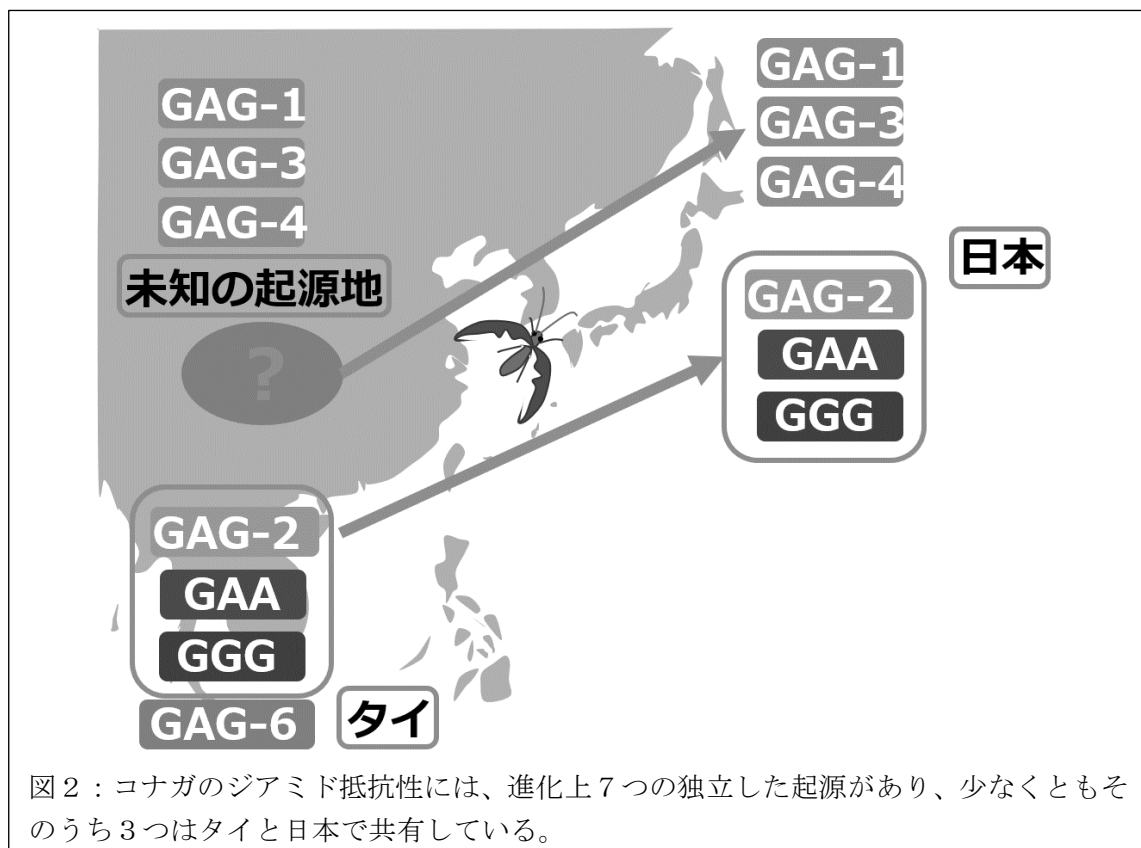 GAG-1
GAG-3
GAG-4
未知の起源地
?
GAG-1
GAG-3
GAG-4
日本
GAG-2
GAA
GGG
GAG-2
GAA
GGG
GAG-6
タイ
図2：コナガのジアミド抵抗性には、進化上7つの独立した起源があり、少なくともそ
のうち3つはタイと日本で共有している。